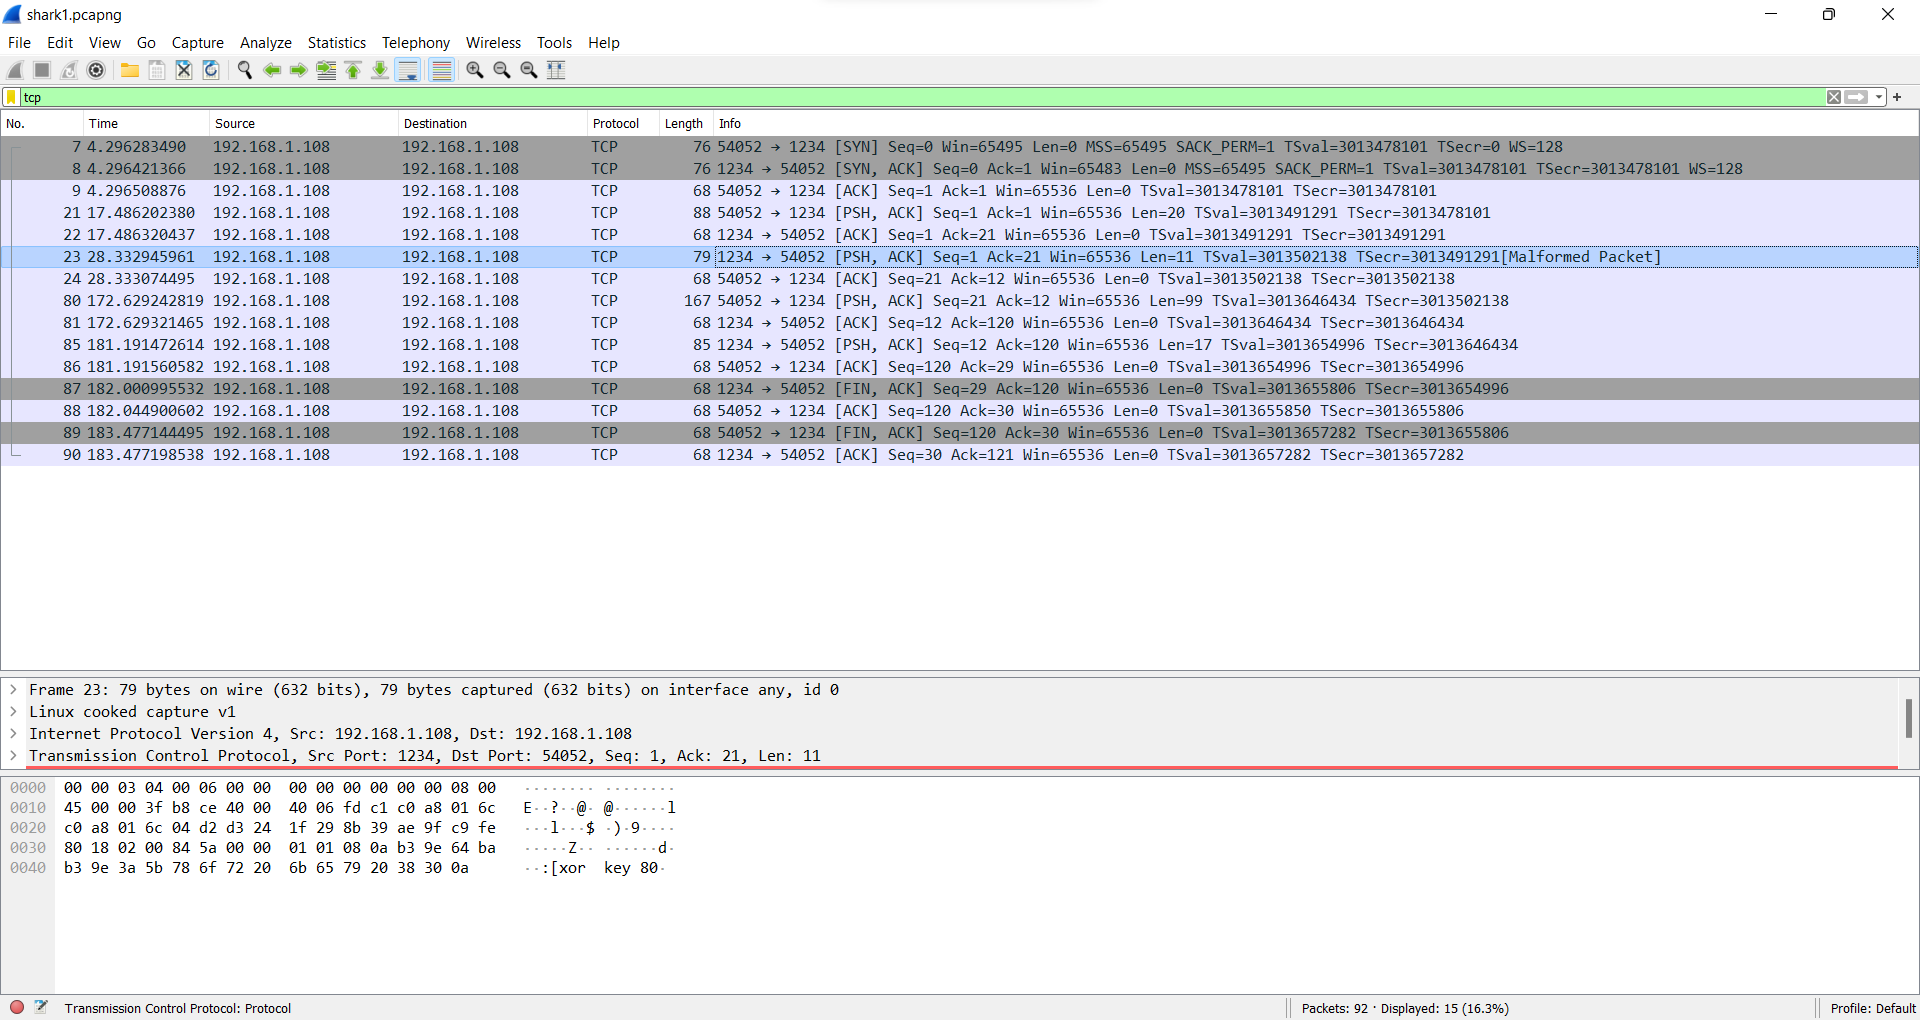 shark1.pcapng
File Edit View Go Capture Analyze Statistics Telephony Wireless Tools Help
tcp
No. Time Source Destination Protocol Length Info
7 4.296283490 192.168.1.108 192.168.1.108 TCP 76 54052 → 1234 [SYN] Seq=0 Win=65495 Len=0 MSS=65495 SACK_PERM=1 TSval=3013478101 TSecr=0 WS=128
8 4.296421366 192.168.1.108 192.168.1.108 TCP 76 1234 → 54052 [SYN, ACK] Seq=0 Ack=1 Win=65483 Len=0 MSS=65495 SACK_PERM=1 TSval=3013478101 TSecr=3013478101 WS=128
9 4.296508876 192.168.1.108 192.168.1.108 TCP 68 54052 → 1234 [ACK] Seq=1 Ack=1 Win=65536 Len=0 TSval=3013478101 TSecr=3013478101
21 17.486202380 192.168.1.108 192.168.1.108 TCP 88 54052 → 1234 [PSH, ACK] Seq=1 Ack=1 Win=65536 Len=20 TSval=3013491291 TSecr=3013478101
22 17.486320437 192.168.1.108 192.168.1.108 TCP 68 1234 → 54052 [ACK] Seq=1 Ack=21 Win=65536 Len=0 TSval=3013491291 TSecr=3013491291
23 28.332945961 192.168.1.108 192.168.1.108 TCP 79 1234 → 54052 [PSH, ACK] Seq=1 Ack=21 Win=65536 Len=11 TSval=3013502138 TSecr=3013491291[Malformed Packet]
24 28.333074495 192.168.1.108 192.168.1.108 TCP 68 54052 → 1234 [ACK] Seq=21 Ack=12 Win=65536 Len=0 TSval=3013502138 TSecr=3013502138
80 172.629242819 192.168.1.108 192.168.1.108 TCP 167 54052 → 1234 [PSH, ACK] Seq=21 Ack=12 Win=65536 Len=99 TSval=3013646434 TSecr=3013502138
81 172.629321465 192.168.1.108 192.168.1.108 TCP 68 1234 → 54052 [ACK] Seq=12 Ack=120 Win=65536 Len=0 TSval=3013646434 TSecr=3013646434
85 181.191472614 192.168.1.108 192.168.1.108 TCP 85 1234 → 54052 [PSH, ACK] Seq=12 Ack=120 Win=65536 Len=17 TSval=3013654996 TSecr=3013646434
86 181.191560582 192.168.1.108 192.168.1.108 TCP 68 54052 → 1234 [ACK] Seq=120 Ack=29 Win=65536 Len=0 TSval=3013654996 TSecr=3013654996
87 182.000995532 192.168.1.108 192.168.1.108 TCP 68 1234 → 54052 [FIN, ACK] Seq=29 Ack=120 Win=65536 Len=0 TSval=3013655806 TSecr=3013654996
88 182.044900602 192.168.1.108 192.168.1.108 TCP 68 54052 → 1234 [ACK] Seq=120 Ack=30 Win=65536 Len=0 TSval=3013655850 TSecr=3013655806
89 183.477144495 192.168.1.108 192.168.1.108 TCP 68 54052 → 1234 [FIN, ACK] Seq=120 Ack=30 Win=65536 Len=0 TSval=3013657282 TSecr=3013655806
90 183.477198538 192.168.1.108 192.168.1.108 TCP 68 1234 → 54052 [ACK] Seq=30 Ack=121 Win=65536 Len=0 TSval=3013657282 TSecr=3013657282
> Frame 23: 79 bytes on wire (632 bits), 79 bytes captured (632 bits) on interface any, id 0
> Linux cooked capture v1
> Internet Protocol Version 4, Src: 192.168.1.108, Dst: 192.168.1.108
> Transmission Control Protocol, Src Port: 1234, Dst Port: 54052, Seq: 1, Ack: 21, Len: 11
0000 00 00 03 04 00 06 00 00 00 00 00 00 00 00 08 00 ········ ········
0010 45 00 00 3f b8 ce 40 00 40 06 fd c1 c0 a8 01 6c E··?··@· @······l
0020 c0 a8 01 6c 04 d2 d3 24 1f 29 8b 39 ae 9f c9 fe ···l···$ ·)·9····
0030 80 18 02 00 84 5a 00 00 01 01 08 0a b3 9e 64 ba ·····Z·· ······d·
0040 b3 9e 3a 5b 78 6f 72 20 6b 65 79 20 38 30 0a ··:[xor key 80·
Transmission Control Protocol: Protocol
Packets: 92 · Displayed: 15 (16.3%)
Profile: Default